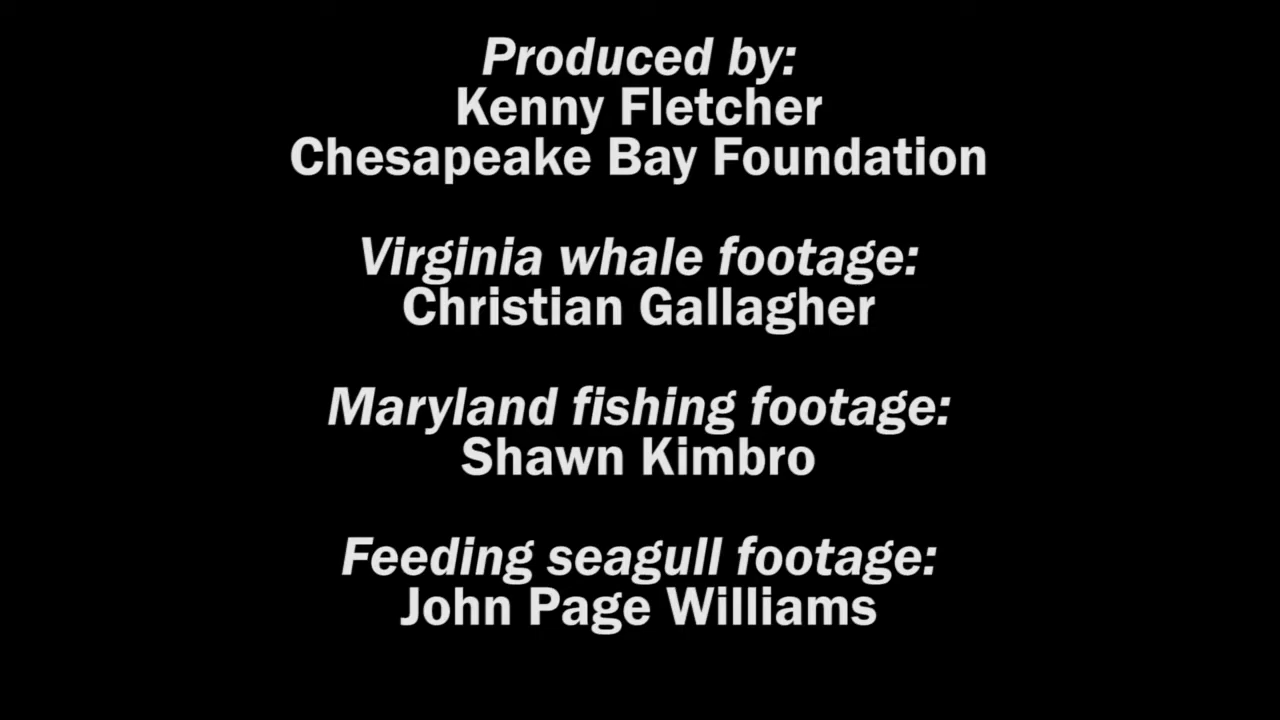 Produced by:
Kenny Fletcher
Chesapeake Bay Foundation
Virginia whale footage:
Christian Gallagher
Maryland fishing footage:
Shawn Kimbro
Feeding seagull footage:
John Page Williams